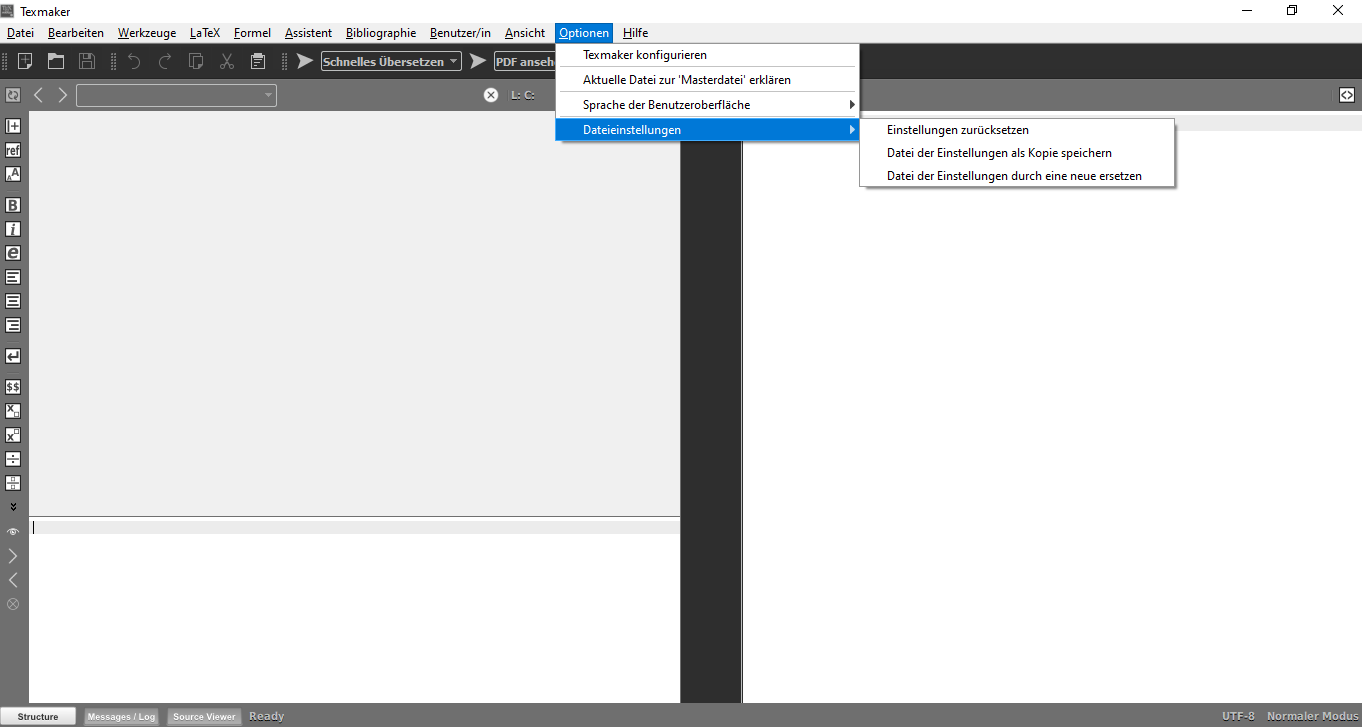 Texmaker
Datei Bearbeiten Werkzeuge LaTeX Formel Assistent Bibliographie Benutzer/in Ansicht Optionen Hilfe
Schnelles Übersetzen PDF anseh
L: C:
Texmaker konfigurieren
Aktuelle Datei zur 'Masterdatei' erklären
Sprache der Benutzeroberfläche
Dateieinstellungen
Einstellungen zurücksetzen
Datei der Einstellungen als Kopie speichern
Datei der Einstellungen durch eine neue ersetzen
ref
A A
B
i
e
$$
x
x
Structure Messages / Log Source Viewer Ready UTF-8 Normaler Modus